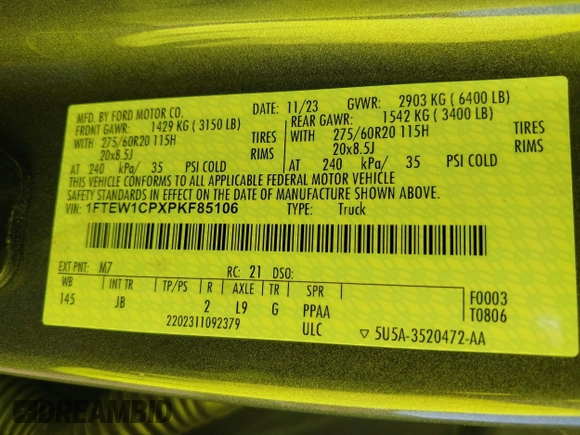 MFD. BY FORD MOTOR CO.
DATE: 11/23 GVWR: 2903 KG ( 6400 LB)
FRONT GAWR: 1429 KG ( 3150 LB)
REAR GAWR: 1542 KG ( 3400 LB)
WITH 275/60R20 115H TIRES
WITH 275/60R20 115H TIRES
20x8.5J RIMS
20x8.5J RIMS
AT 240 kPa/ 35 PSI COLD
AT 240 kPa/ 35 PSI COLD
THIS VEHICLE CONFORMS TO ALL APPLICABLE FEDERAL MOTOR VEHICLE
SAFETY STANDARDS IN EFFECT ON THE DATE OF MANUFACTURE SHOWN ABOVE.
VIN: 1FTEW1CPXPKF85106 TYPE: Truck
EXT PNT: M7 RC: 21 DSO:
WB INT TR TP/PS R AXLE TR SPR
145 JB 2 L9 G PPAA
ULC
F0003
T0806
2202311092379
▽ 5U5A-3520472-AA
DREAMBID